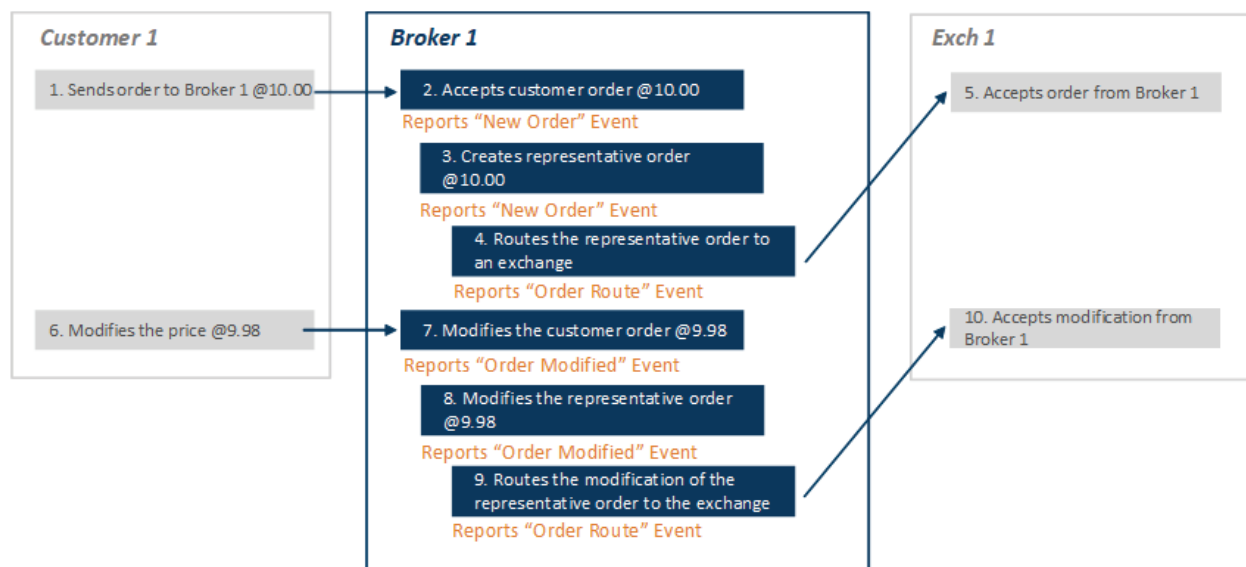 Customer 1
Broker 1
Exch 1
1. Sends order to Broker 1 @10.00
2. Accepts customer order @10.00
5. Accepts order from Broker 1
Reports “New Order” Event
3. Creates representative order
@10.00
Reports “New Order” Event
4. Routes the representative order to
an exchange
Reports “Order Route” Event
6. Modifies the price @9.98
7. Modifies the customer order @9.98
10. Accepts modification from
Broker 1
Reports “Order Modified” Event
8. Modifies the representative order
@9.98
Reports “Order Modified” Event
9. Routes the modification of the
representative order to the exchange
Reports “Order Route” Event